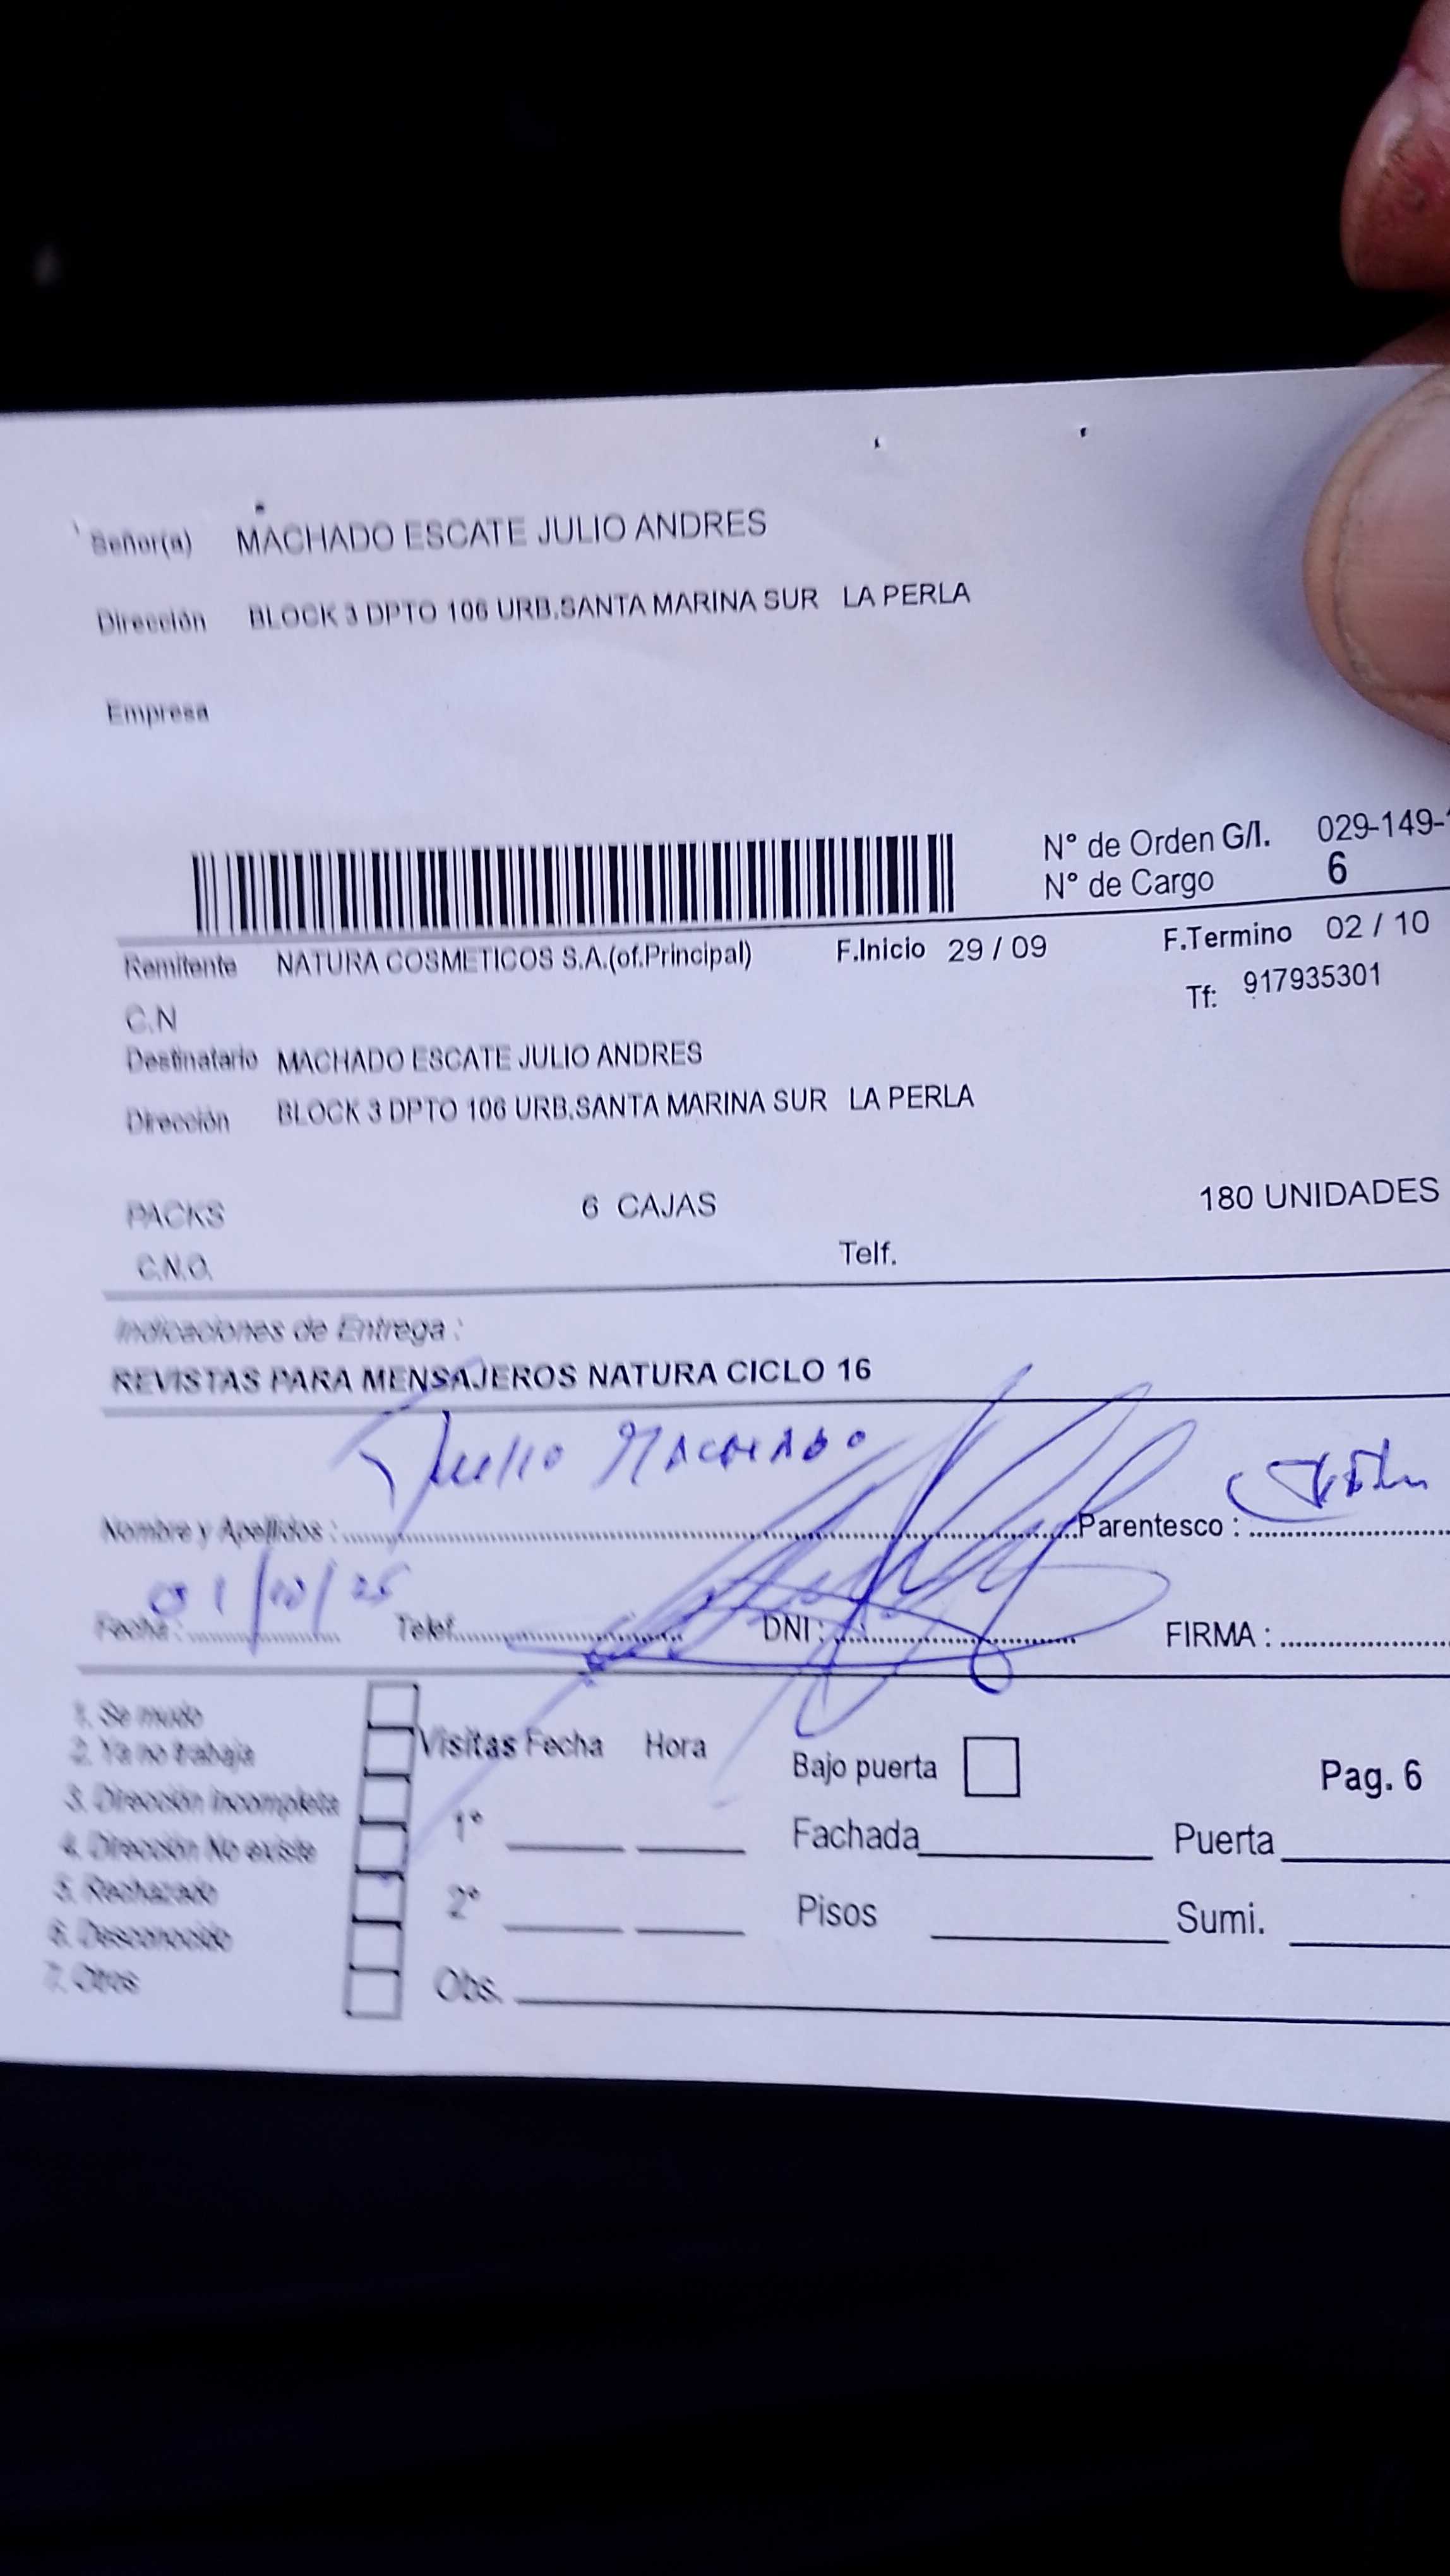 Señor(a) MACHADO ESCATE JULIO ANDRES
Dirección BLOCK 3 DPTO 106 URB.SANTA MARINA SUR LA PERLA
Empresa
N° de Orden G/I. 029-149-
N° de Cargo 6
Remitente NATURA COSMETICOS S.A.(of.Principal) F.Inicio 29 / 09 F.Termino 02 / 10
C.N Tf: 917935301
Destinatario MACHADO ESCATE JULIO ANDRES
Dirección BLOCK 3 DPTO 106 URB.SANTA MARINA SUR LA PERLA
PACKS 6 CAJAS 180 UNIDADES
C.N.O. Telf.
Indicaciones de Entrega :
REVISTAS PARA MENSAJEROS NATURA CICLO 16
Julio Machado
Nombre y Apellidos : Parentesco :
01/10/25
Fecha : Telef. DNI : FIRMA :
1. Se mudo
2. Ya no trabaja Visitas Fecha Hora Bajo puerta Pag. 6
3. Dirección incompleta
4. Dirección No existe 1° Fachada Puerta
5. Rechazado
6. Desconocido 2° Pisos Sumi.
7. Otros Obs.